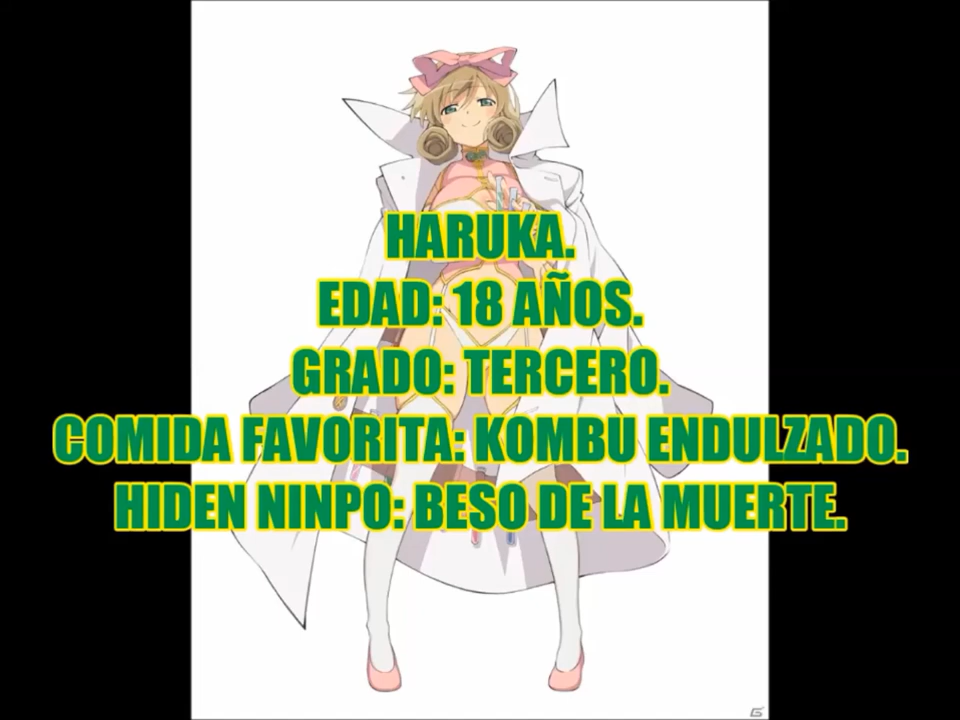 HARUKA.
EDAD: 18 AÑOS.
GRADO: TERCERO.
COMIDA FAVORITA: KOMBU ENDULZADO.
HIDEN NINPO: BESO DE LA MUERTE.